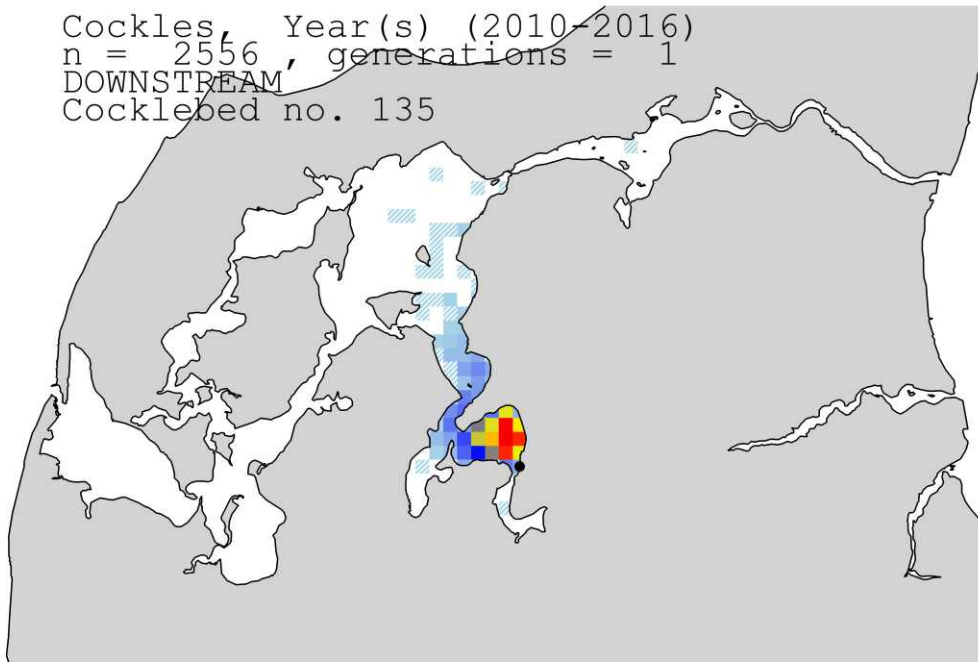 Cockles, Year(s) (2010-2016)
n = 2556 , generations = 1
DOWNSTREAM
Cocklebed no. 135